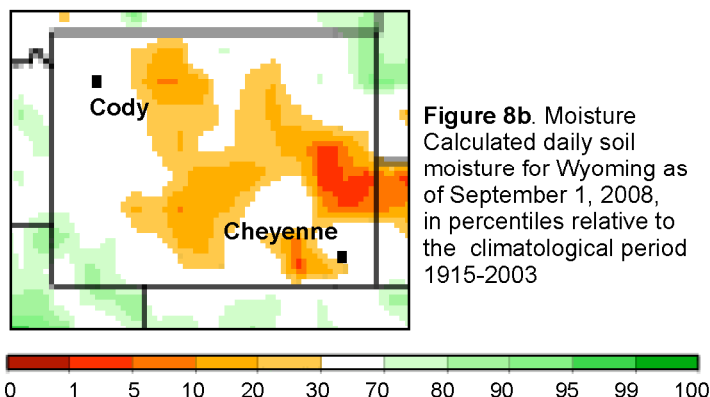 Cody
Cheyenne
Figure 8b. Moisture
Calculated daily soil
moisture for Wyoming as
of September 1, 2008,
in percentiles relative to
the climatological period
1915-2003
0 1 5 10 20 30 70 80 90 95 99 100